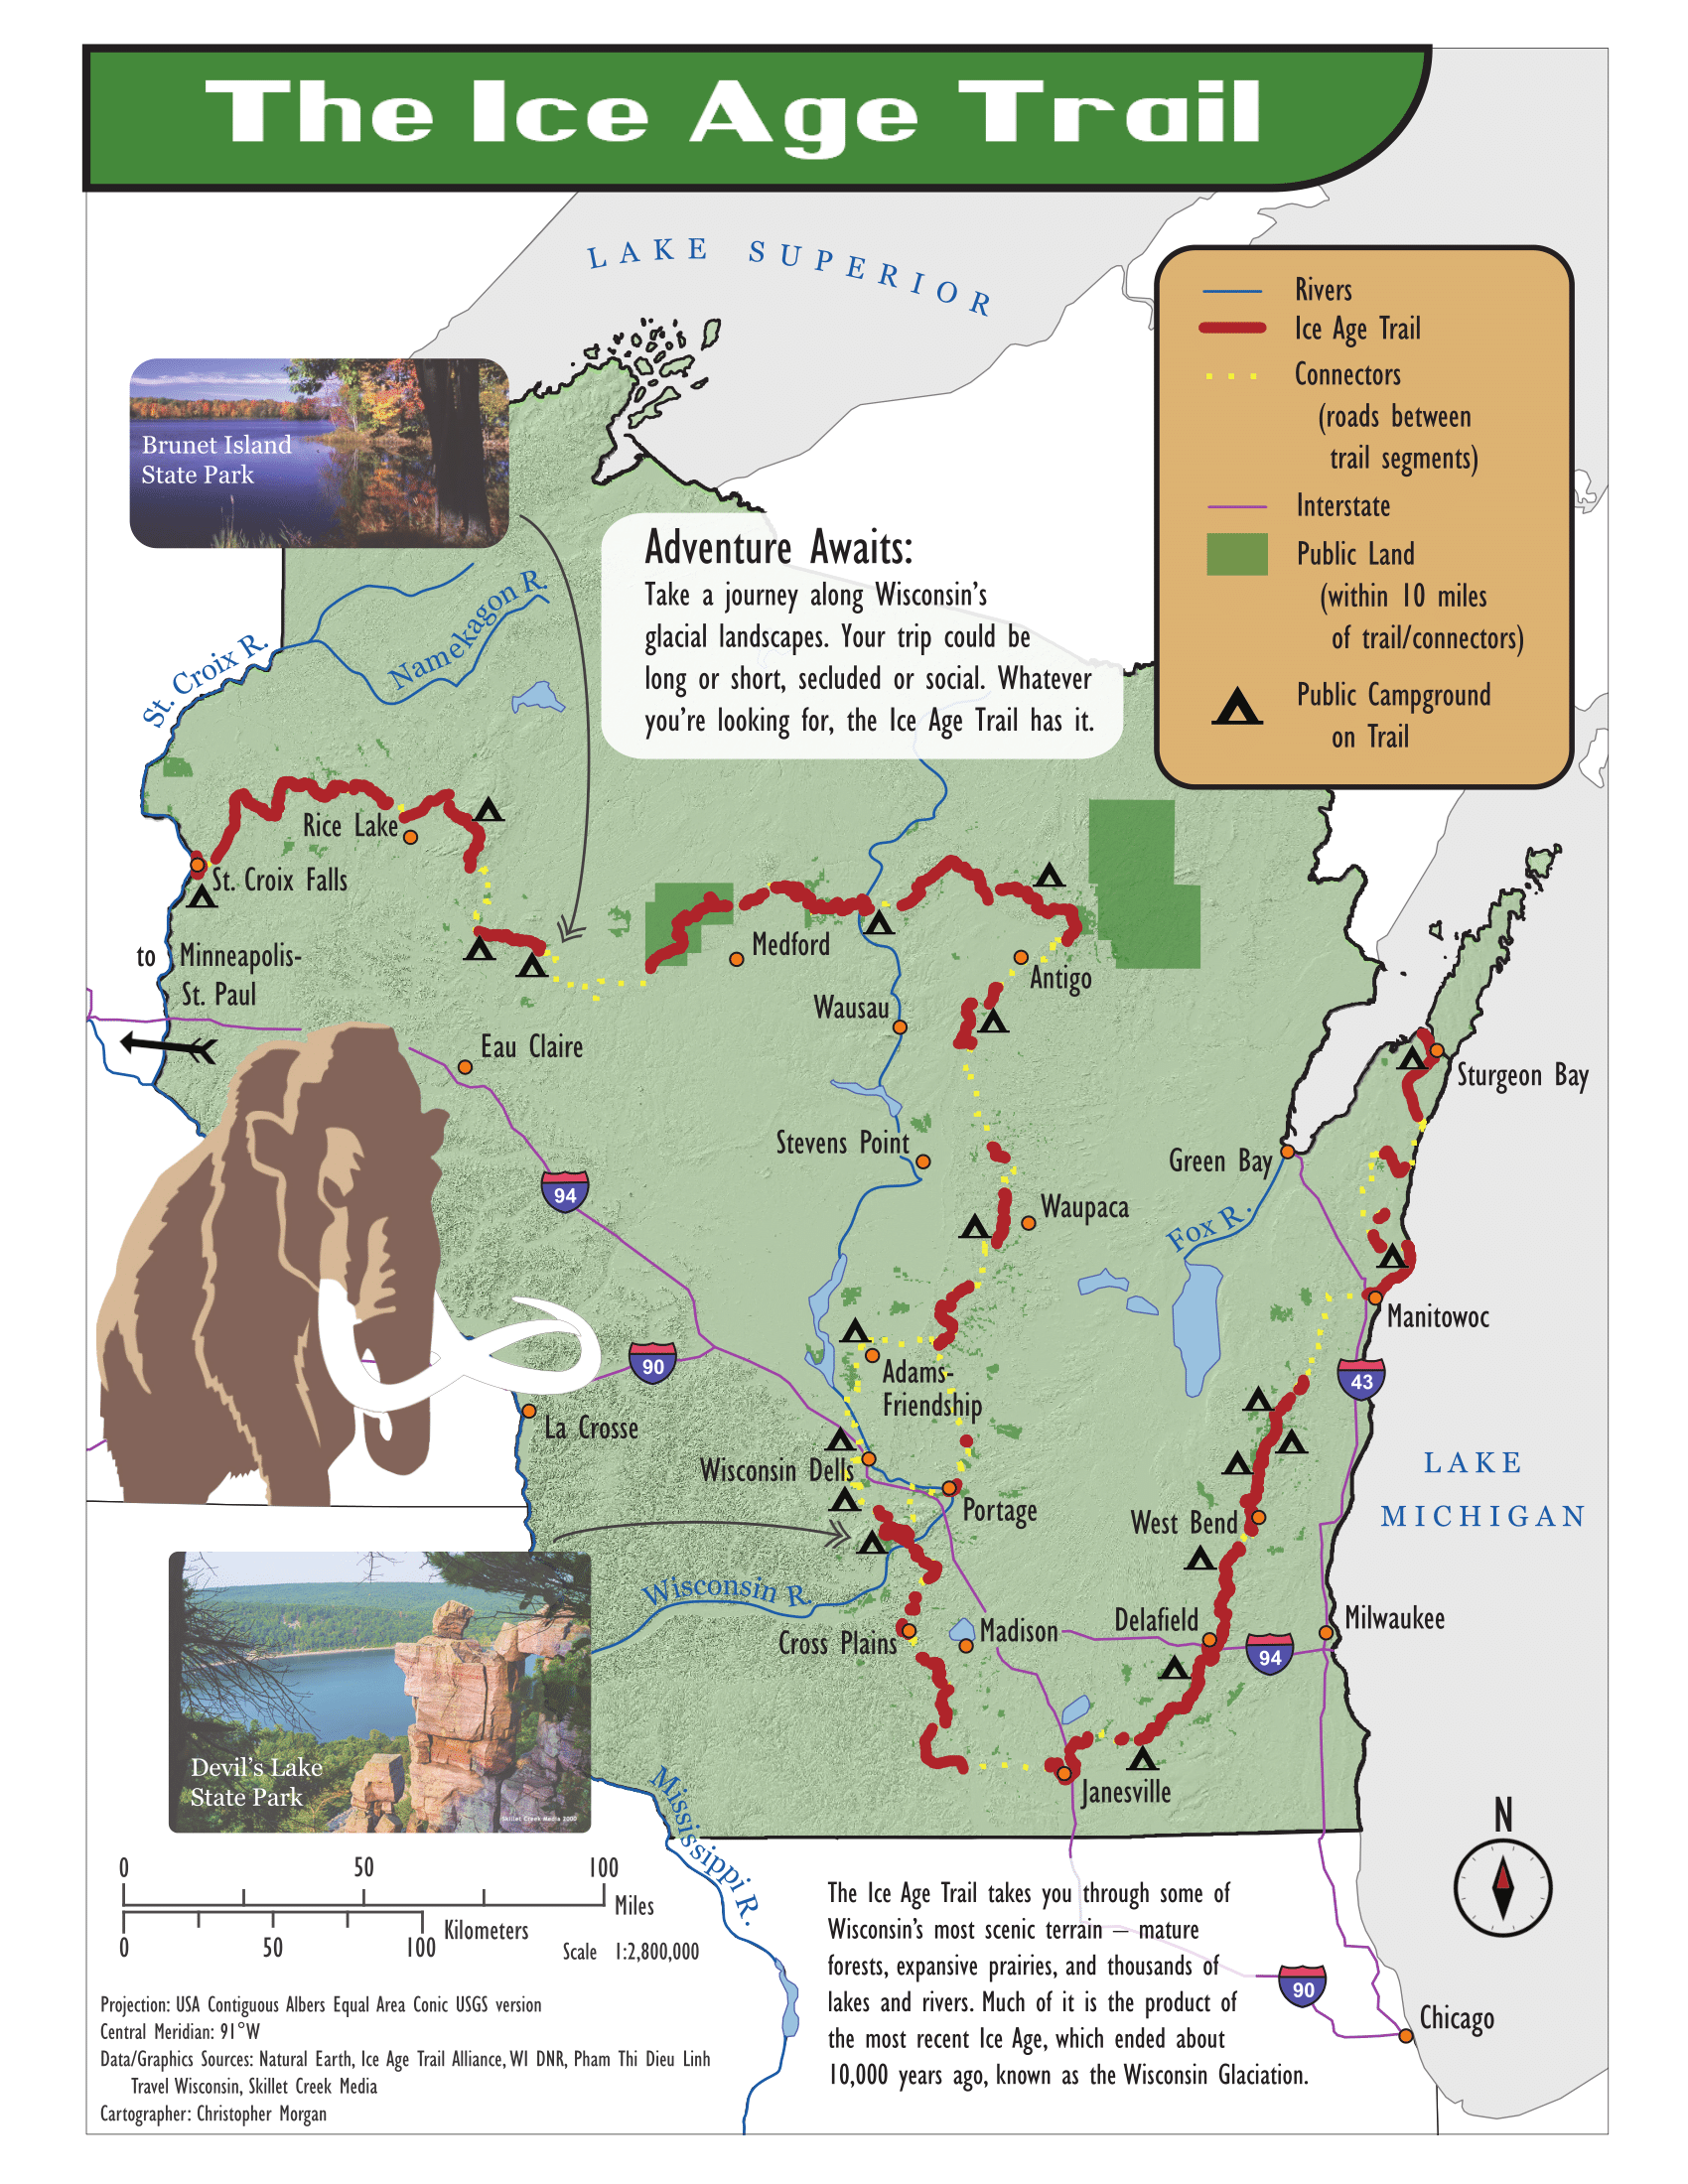 The Ice Age Trail
LAKE SUPERIOR
Rivers
Ice Age Trail
Connectors
(roads between
trail segments)
Interstate
Public Land
(within 10 miles
of trail/connectors)
Public Campground
on Trail
Brunet Island
State Park
Adventure Awaits:
Take a journey along Wisconsin's
glacial landscapes. Your trip could be
long or short, secluded or social. Whatever
you're looking for, the Ice Age Trail has it.
Namekagon R.
St. Croix R.
Rice Lake
St. Croix Falls
to Minneapolis-
St. Paul
Medford
Antigo
Wausau
Eau Claire
Sturgeon Bay
Stevens Point
Green Bay
94
Waupaca
Fox R.
Manitowoc
90
43
Adams-
Friendship
La Crosse
Wisconsin Dells
Portage
West Bend
LAKE
MICHIGAN
Wisconsin R.
Cross Plains
Madison
Delafield
Milwaukee
94
Janesville
Devil's Lake
State Park
Skillet Creek Media 2000
Mississippi R.
N
0 50 100
Miles
Kilometers
0 50 100
Scale 1:2,800,000
The Ice Age Trail takes you through some of
Wisconsin's most scenic terrain — mature
forests, expansive prairies, and thousands of
lakes and rivers. Much of it is the product of
the most recent Ice Age, which ended about
10,000 years ago, known as the Wisconsin Glaciation.
90
Chicago
Projection: USA Contiguous Albers Equal Area Conic USGS version
Central Meridian: 91°W
Data/Graphics Sources: Natural Earth, Ice Age Trail Alliance, WI DNR, Pham Thi Dieu Linh
Travel Wisconsin, Skillet Creek Media
Cartographer: Christopher Morgan